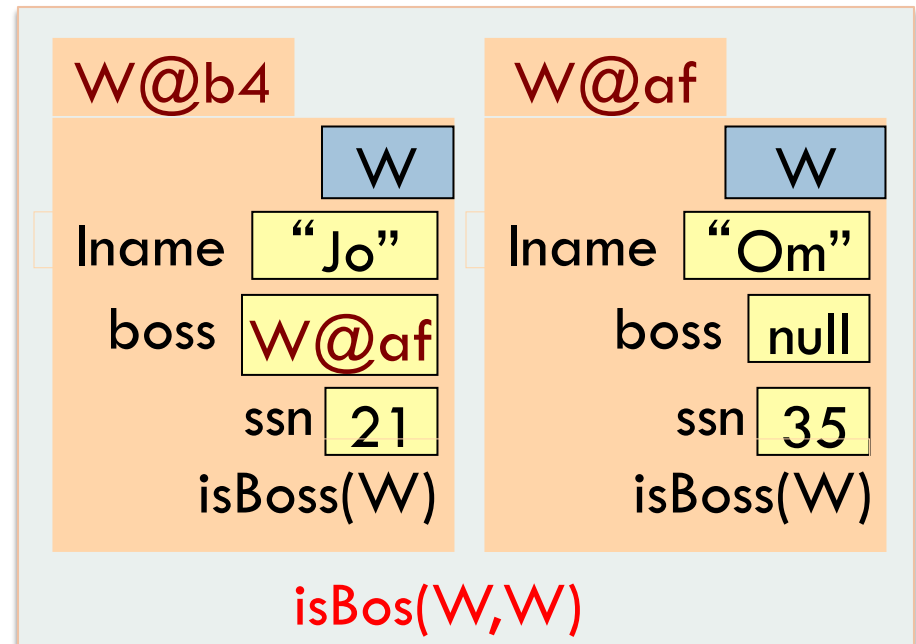 W@b4
W
lname “Jo”
boss W@af
ssn 21
isBoss(W)
W@af
W
lname “Om”
boss null
ssn 35
isBoss(W)
isBos(W,W)